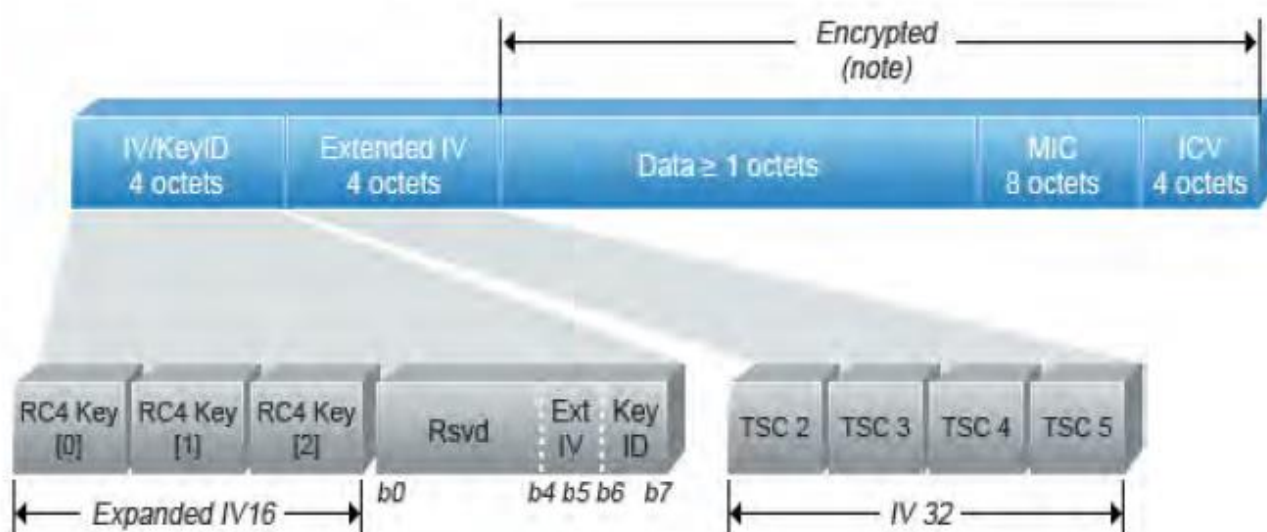 Encrypted
(note)
IV/KeyID
4 octets
Extended IV
4 octets
Data ≥ 1 octets
MIC
8 octets
ICV
4 octets
RC4 Key
[0]
RC4 Key
[1]
RC4 Key
[2]
Rsvd
Ext
IV
Key
ID
TSC 2
TSC 3
TSC 4
TSC 5
b0
b4
b5
b6
b7
Expanded IV16
IV 32